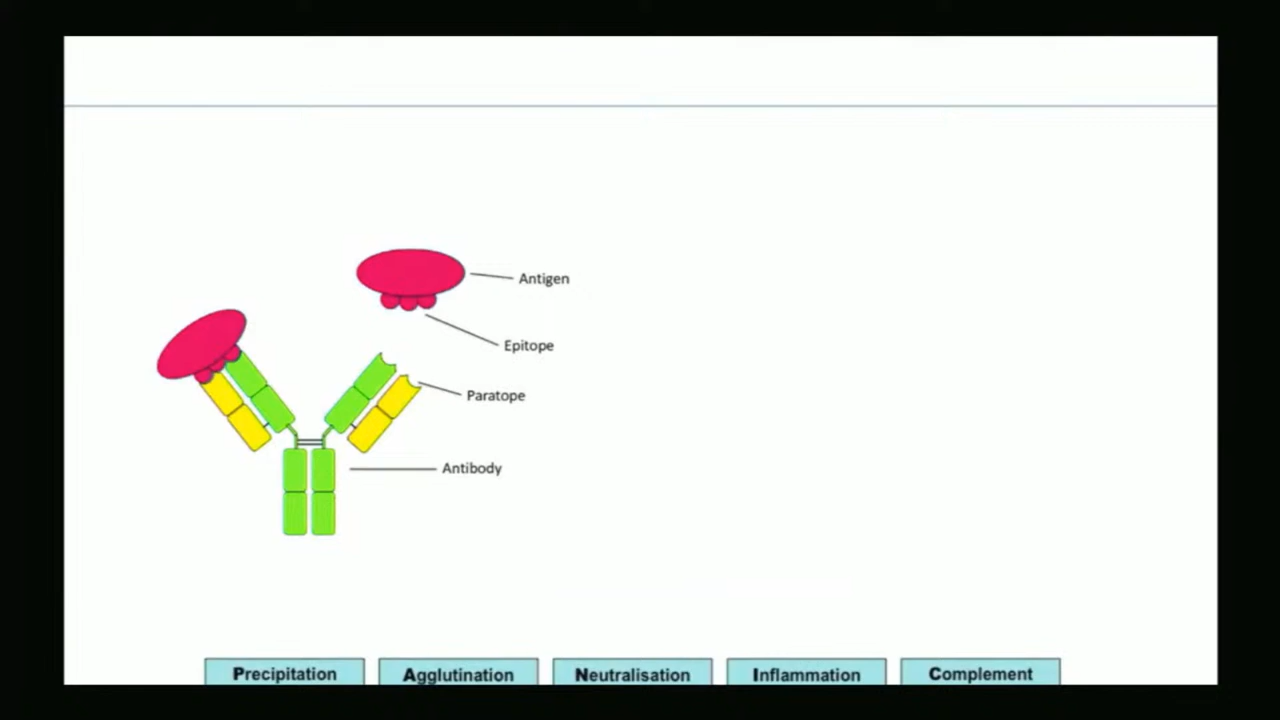 Antigen
Epitope
Paratope
Antibody
Precipitation Agglutination Neutralisation Inflammation Complement